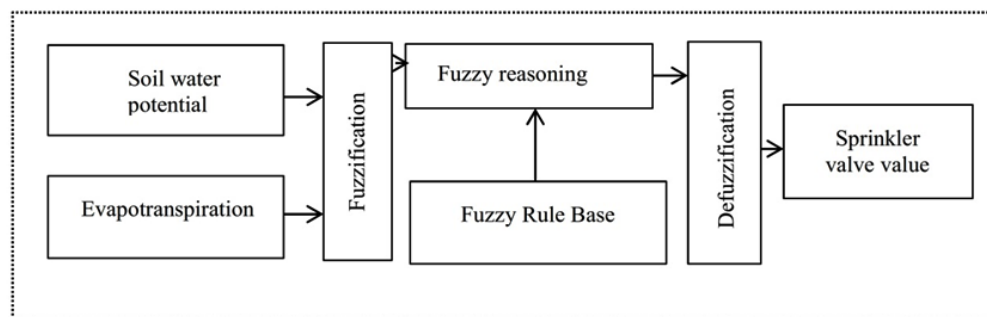 Soil water
potential
Evapotranspiration
Fuzzification
Fuzzy reasoning
Fuzzy Rule Base
Defuzzification
Sprinkler
valve value